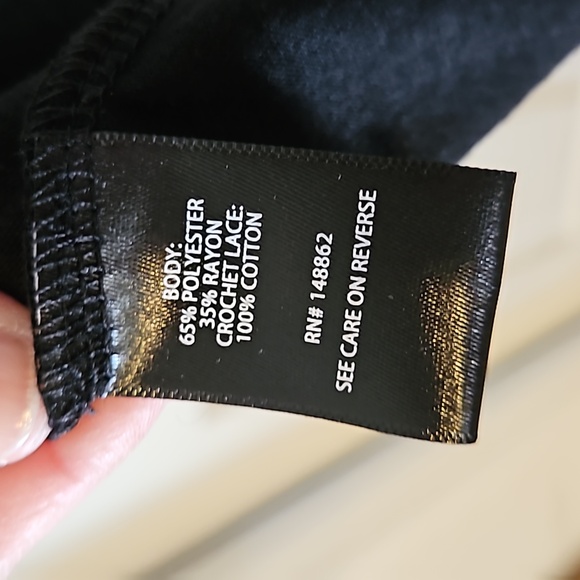 BODY:
65% POLYESTER
35% RAYON
CROCHET LACE:
100% COTTON
RN# 148862
SEE CARE ON REVERSE